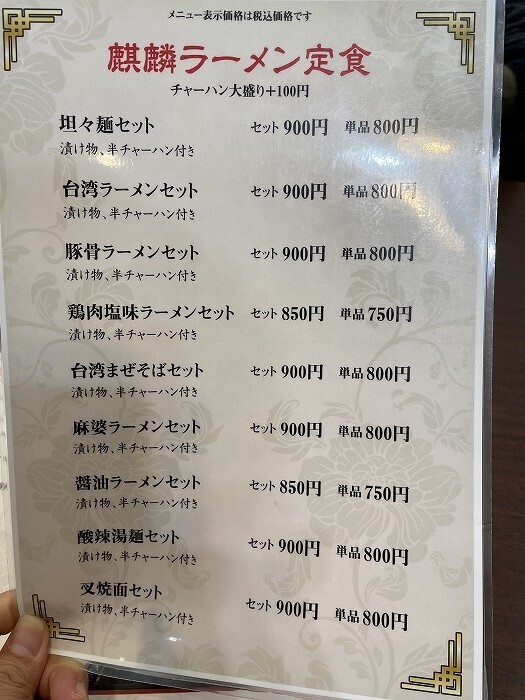 メニュー表示価格は税込価格です
麒麟ラーメン定食
チャーハン大盛り+100円
坦々麺セット セット 900円 単品 800円
漬け物、半チャーハン付き
台湾ラーメンセット セット 900円 単品 800円
漬け物、半チャーハン付き
豚骨ラーメンセット セット 900円 単品 800円
漬け物、半チャーハン付き
鶏肉塩味ラーメンセット セット 850円 単品 750円
漬け物、半チャーハン付き
台湾まぜそばセット セット 900円 単品 800円
漬け物、半チャーハン付き
麻婆ラーメンセット セット 900円 単品 800円
漬け物、半チャーハン付き
醤油ラーメンセット セット 850円 単品 750円
漬け物、半チャーハン付き
酸辣湯麺セット セット 900円 単品 800円
漬け物、半チャーハン付き
叉焼面セット セット 900円 単品 800円
漬け物、半チャーハン付き